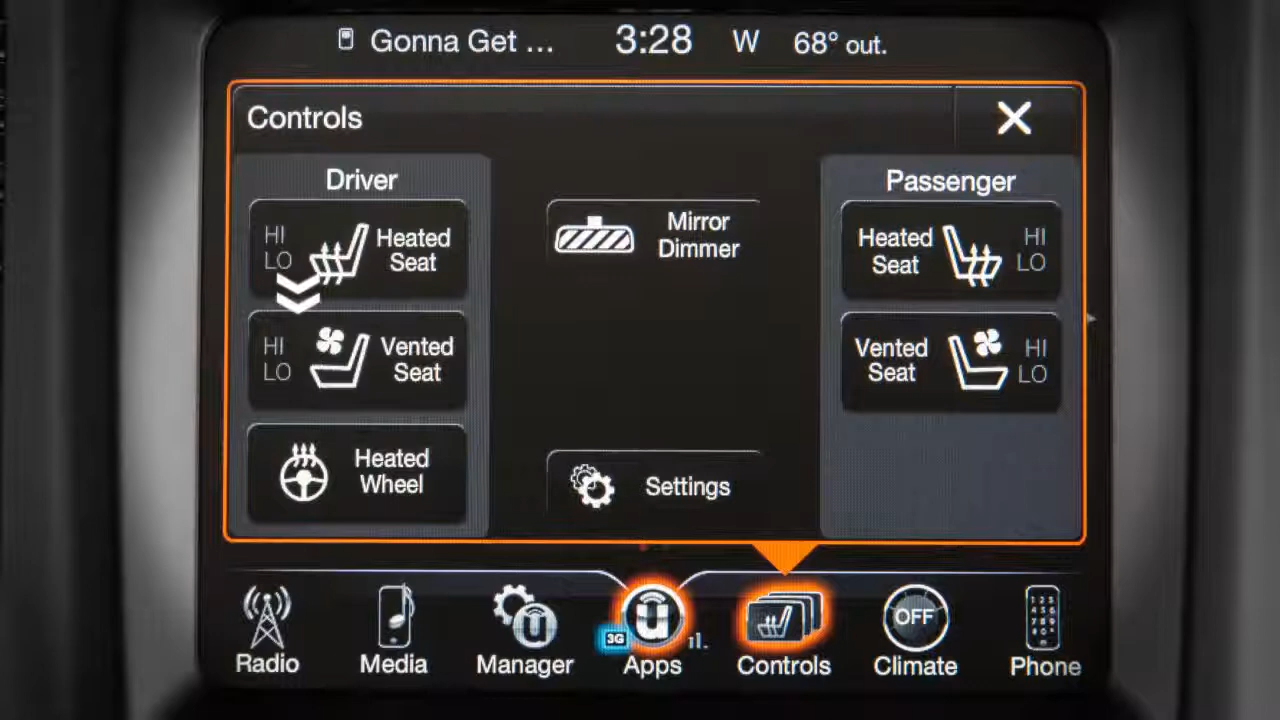 Gonna Get ... 3:28 W 68° out.
Controls
Driver
HI
LO
Heated
Seat
HI
LO
Vented
Seat
Heated
Wheel
Mirror
Dimmer
Settings
Passenger
Heated
Seat
HI
LO
Vented
Seat
HI
LO
Radio
Media
Manager
3G
Apps
Controls
OFF
Climate
Phone